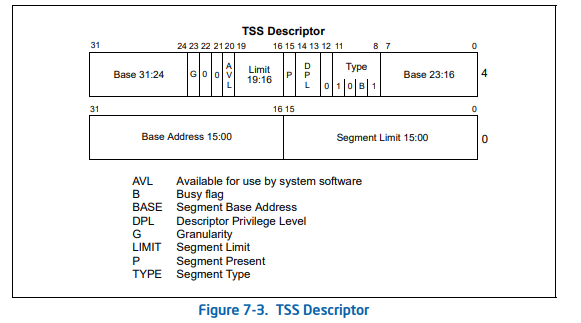 TSS Descriptor
31 24 23 22 21 20 19 16 15 14 13 12 11 8 7 0
Base 31:24 G 0 0 AVL Limit 19:16 P DPL 0 Type 1 0 B 1 Base 23:16 4
31 16 15 0
Base Address 15:00 Segment Limit 15:00 0
AVL Available for use by system software
B Busy flag
BASE Segment Base Address
DPL Descriptor Privilege Level
G Granularity
LIMIT Segment Limit
P Segment Present
TYPE Segment Type
Figure 7-3. TSS Descriptor